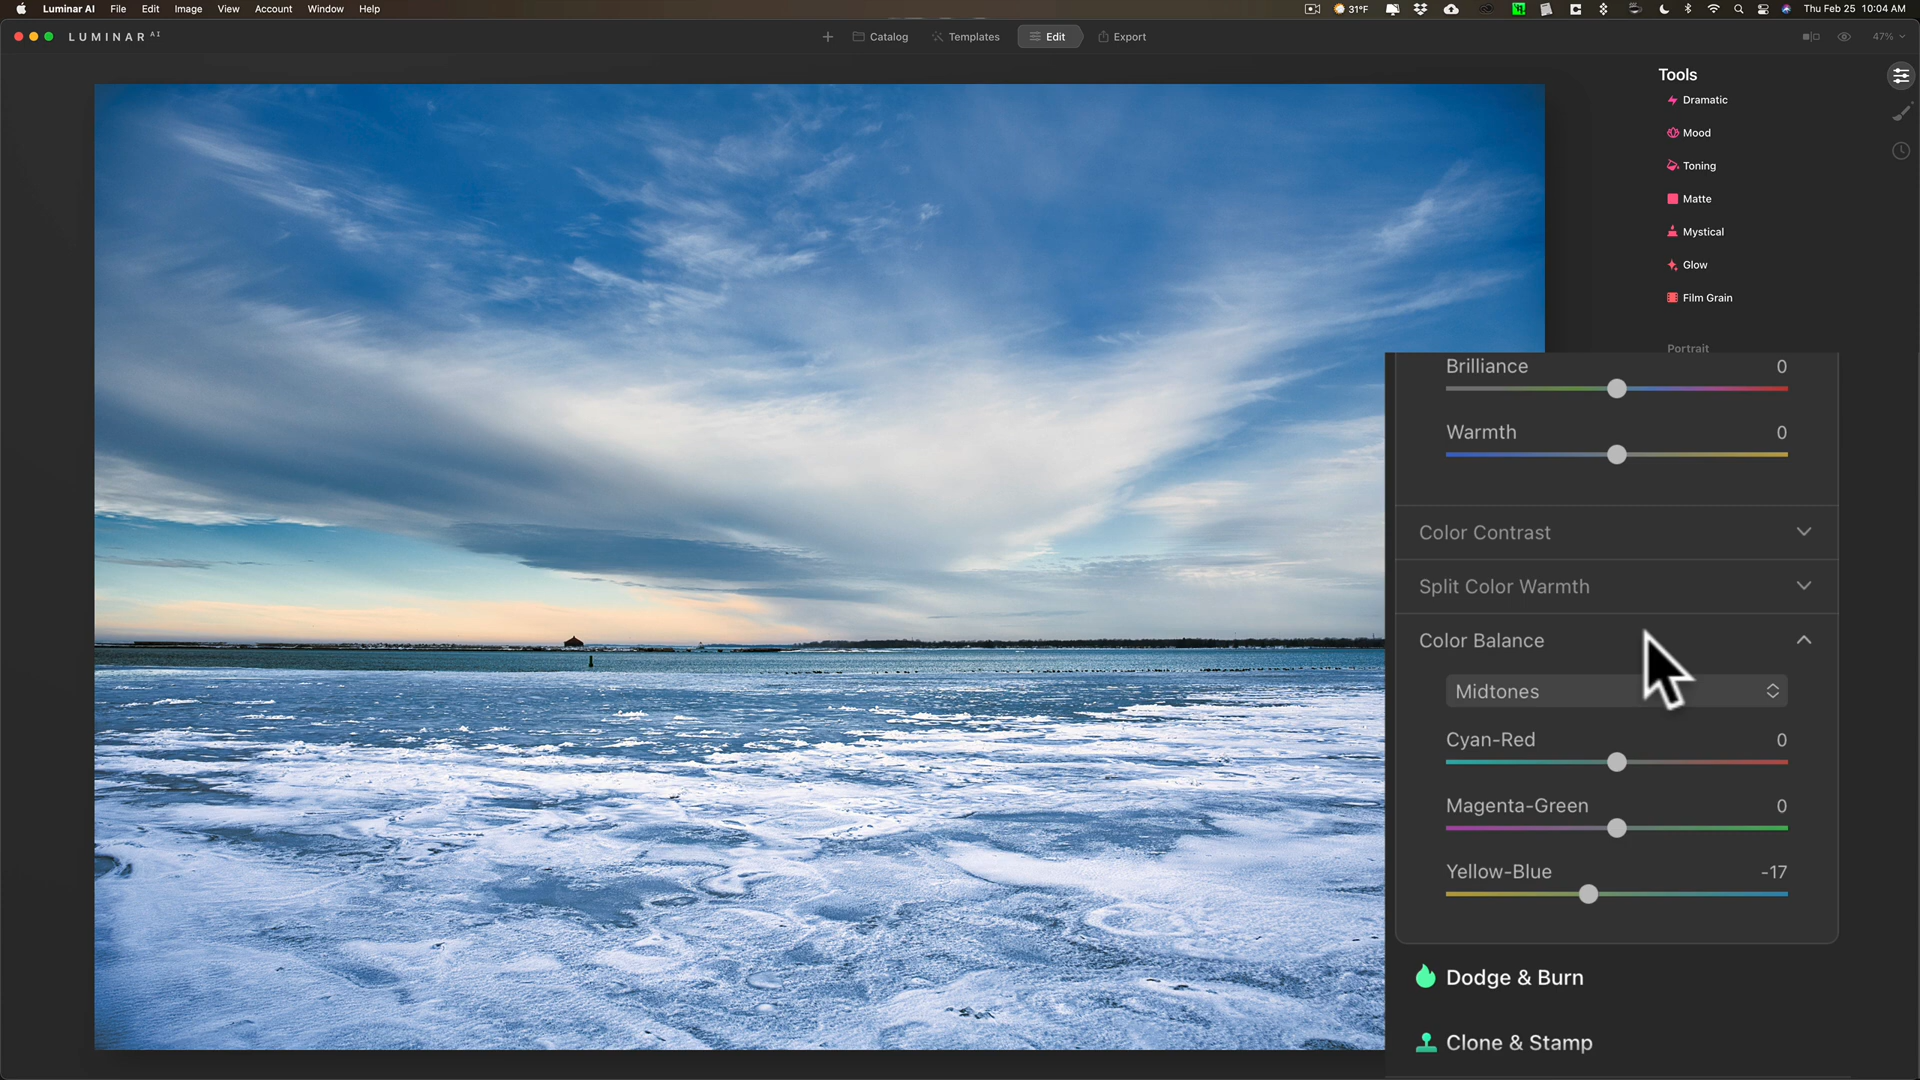 Luminar AI File Edit Image View Account Window Help 31°F Thu Feb 25 10:04 AM
LUMINAR AI + Catalog Templates Edit Export 47%
Tools
Dramatic
Mood
Toning
Matte
Mystical
Glow
Film Grain
Portrait
Brilliance 0
Warmth 0
Color Contrast
Split Color Warmth
Color Balance
Midtones
Cyan-Red 0
Magenta-Green 0
Yellow-Blue -17
Dodge & Burn
Clone & Stamp